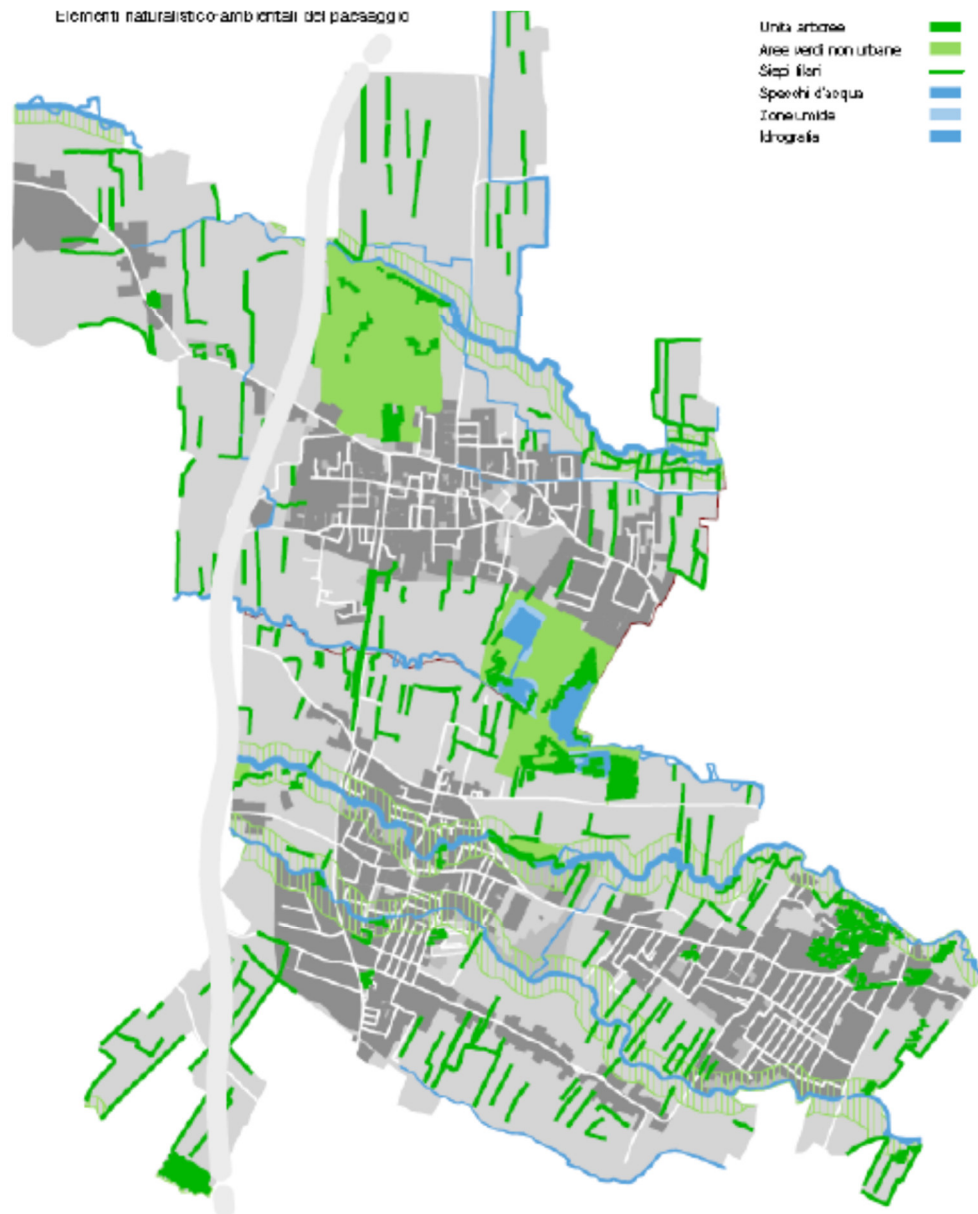 Elementi naturalistico-ambientali del paesaggio
Unità arboree
Aree verdi non urbane
Siepi filari
Specchi d'acqua
Zone umide
Idrografia